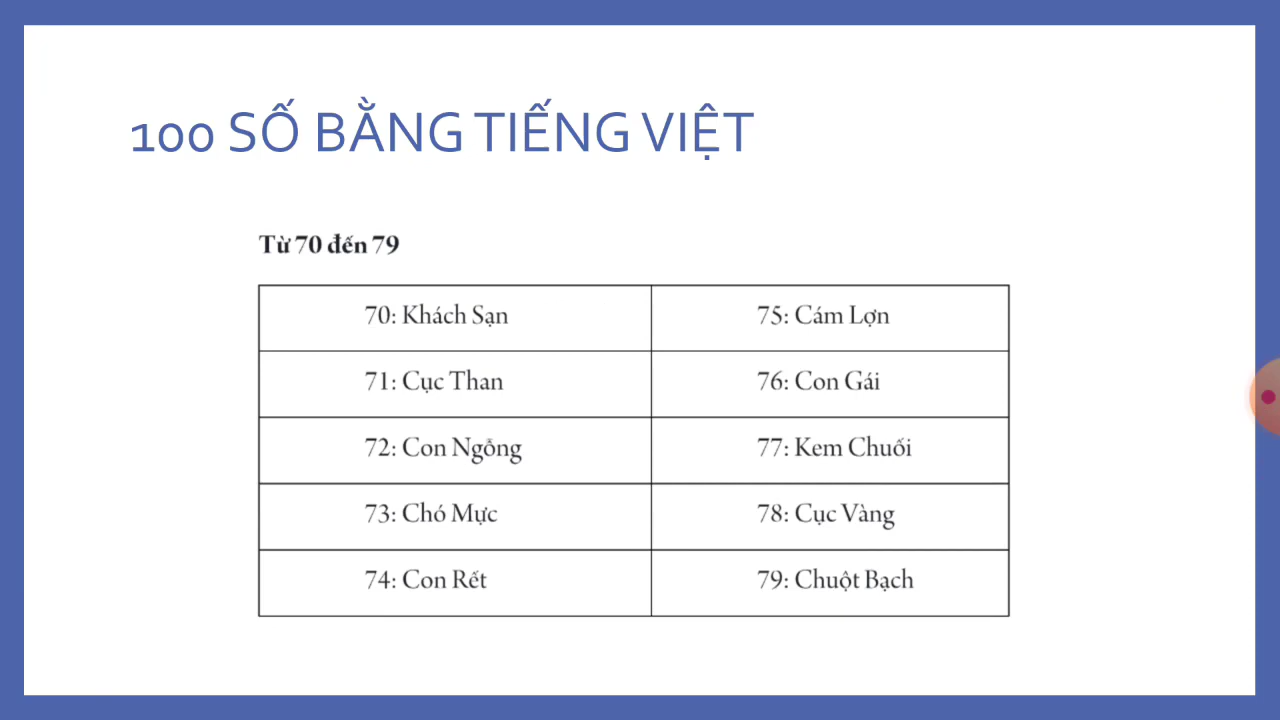 100 SỐ BẰNG TIẾNG VIỆT
Từ 70 đến 79
70: Khách Sạn
75: Cám Lợn
71: Cục Than
76: Con Gái
72: Con Ngỗng
77: Kem Chuối
73: Chó Mực
78: Cục Vàng
74: Con Rết
79: Chuột Bạch